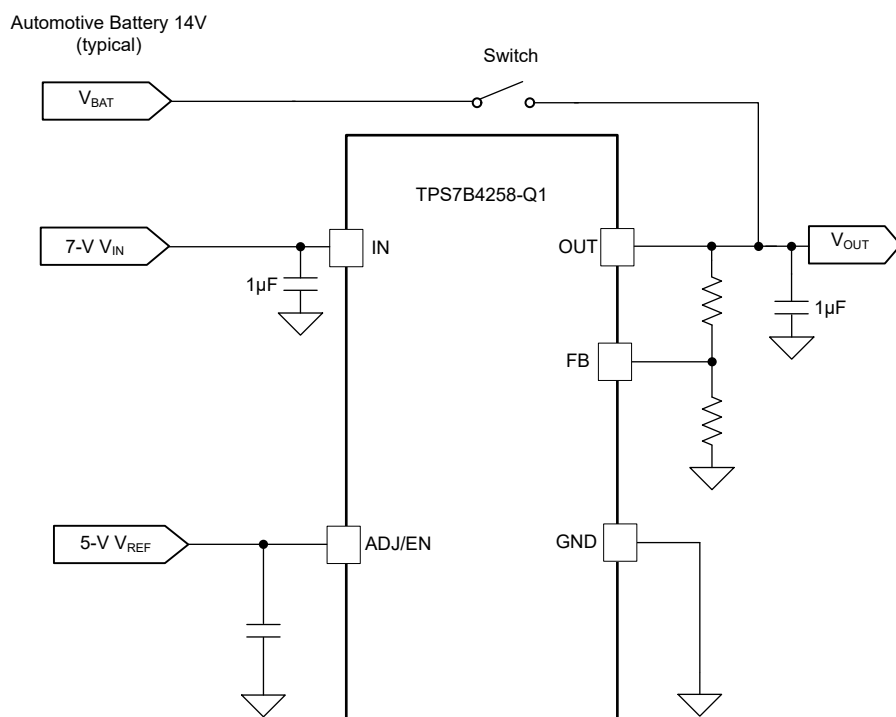 Automotive Battery 14V
(typical)
Switch
VBAT
TPS7B4258-Q1
7-V VIN
IN
OUT
VOUT
1µF
1µF
FB
5-V VREF
ADJ/EN
GND